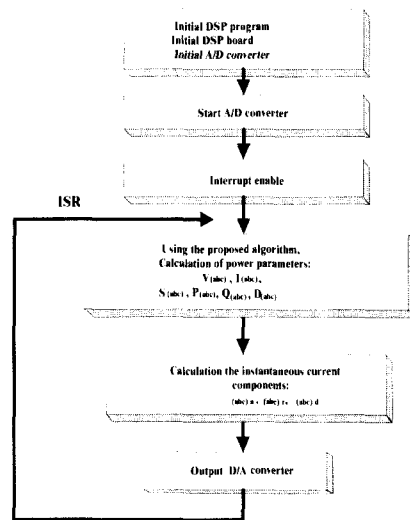 Initial DSP program
Initial DSP board
Initial A/D converter
Start A/D converter
Interrupt enable
ISR
Using the proposed algorithm,
Calculation of power parameters:
V(abc) , I(abc),
S(abc) , P(abc), Q(abc), D(abc)
Calculation the instantaneous current
components:
(abc) a , (abc) r, (abc) d
Output D/A converter